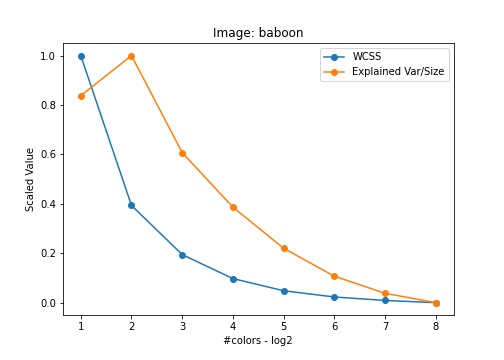 Image: baboon
WCSS
Explained Var/Size
Scaled Value
1.0
0.8
0.6
0.4
0.2
0.0
1 2 3 4 5 6 7 8
#colors - log2